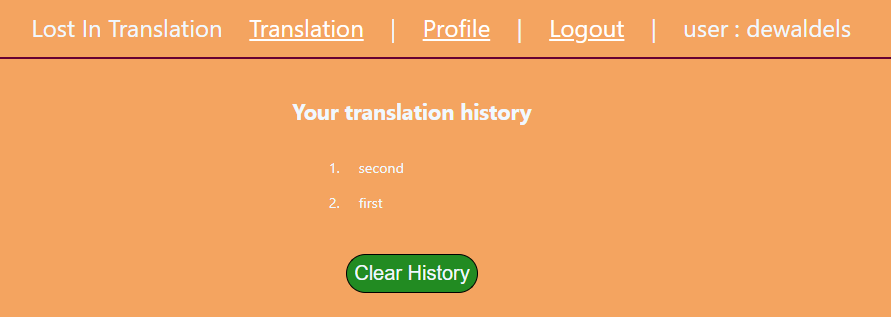 Lost In Translation Translation | Profile | Logout | user : dewaldels
Your translation history
1. second
2. first
Clear History